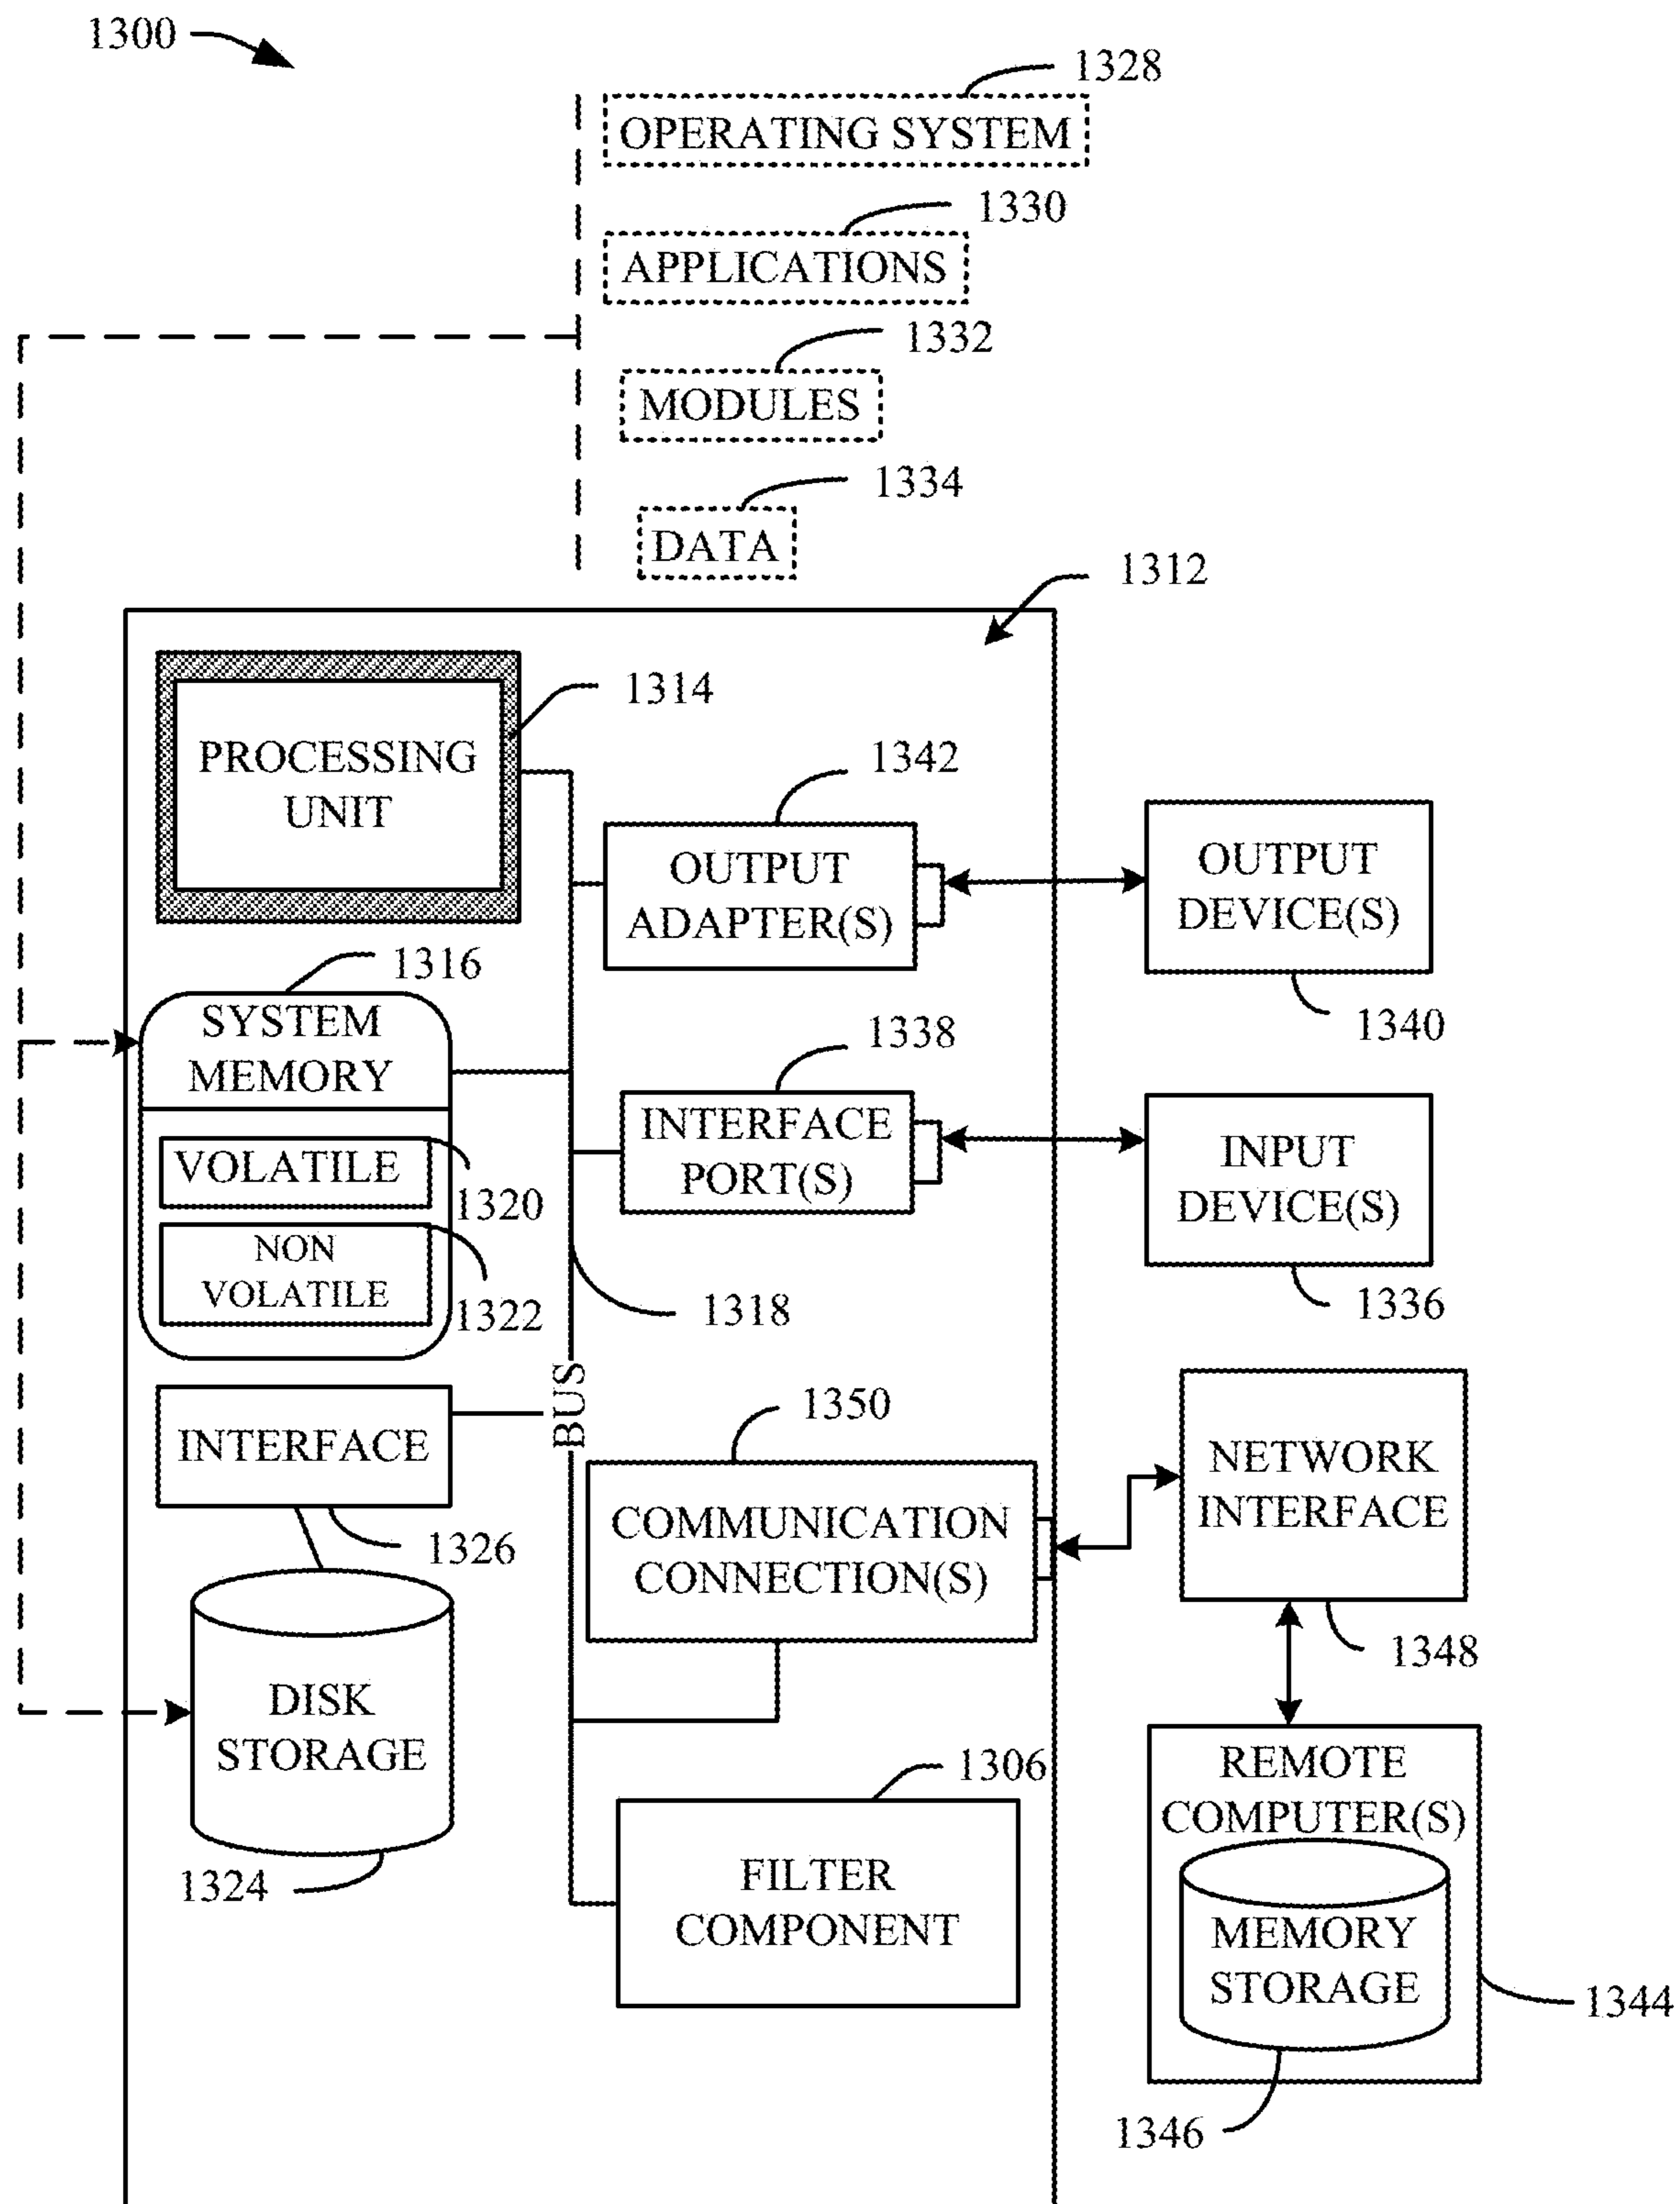 1300
1328
OPERATING SYSTEM
1330
APPLICATIONS
1332
MODULES
1334
DATA
1312
PROCESSING
UNIT
1314
1342
OUTPUT
ADAPTER(S)
OUTPUT
DEVICE(S)
1340
1316
SYSTEM
MEMORY
VOLATILE
1320
NON
VOLATILE
1322
1338
INTERFACE
PORT(S)
INPUT
DEVICE(S)
1336
1318
BUS
INTERFACE
1326
1350
COMMUNICATION
CONNECTION(S)
NETWORK
INTERFACE
1348
DISK
STORAGE
1324
1306
FILTER
COMPONENT
REMOTE
COMPUTER(S)
MEMORY
STORAGE
1344
1346